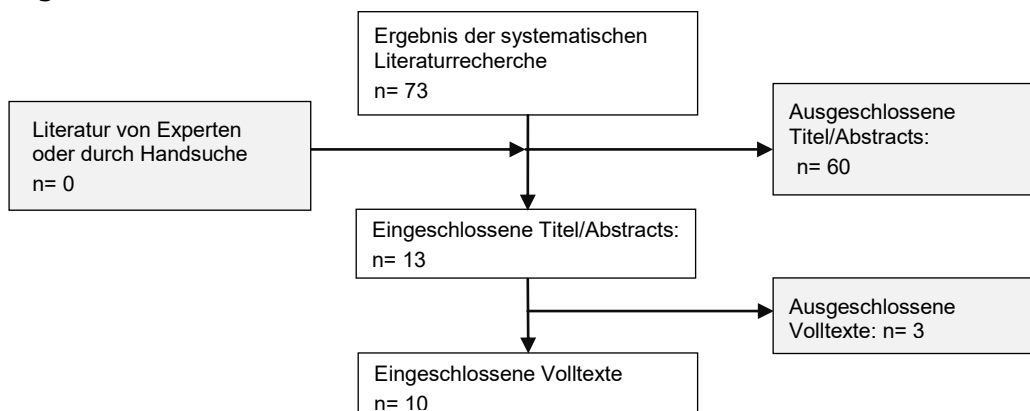 Ergebnis der systematischen
Literaturrecherche
n= 73
Literatur von Experten
oder durch Handsuche
n= 0
Ausgeschlossene
Titel/Abstracts:
n= 60
Eingeschlossene Titel/Abstracts:
n= 13
Ausgeschlossene
Volltexte: n= 3
Eingeschlossene Volltexte
n= 10